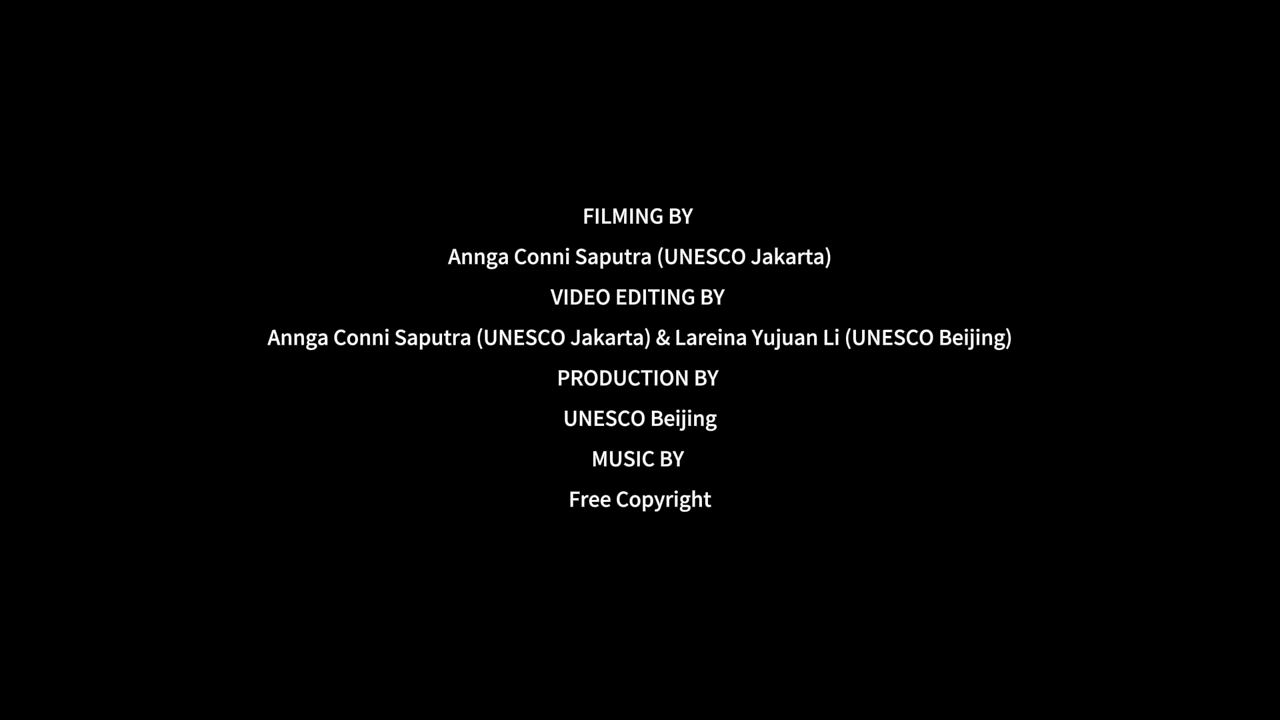 FILMING BY
Annga Conni Saputra (UNESCO Jakarta)
VIDEO EDITING BY
Annga Conni Saputra (UNESCO Jakarta) & Lareina Yujuan Li (UNESCO Beijing)
PRODUCTION BY
UNESCO Beijing
MUSIC BY
Free Copyright